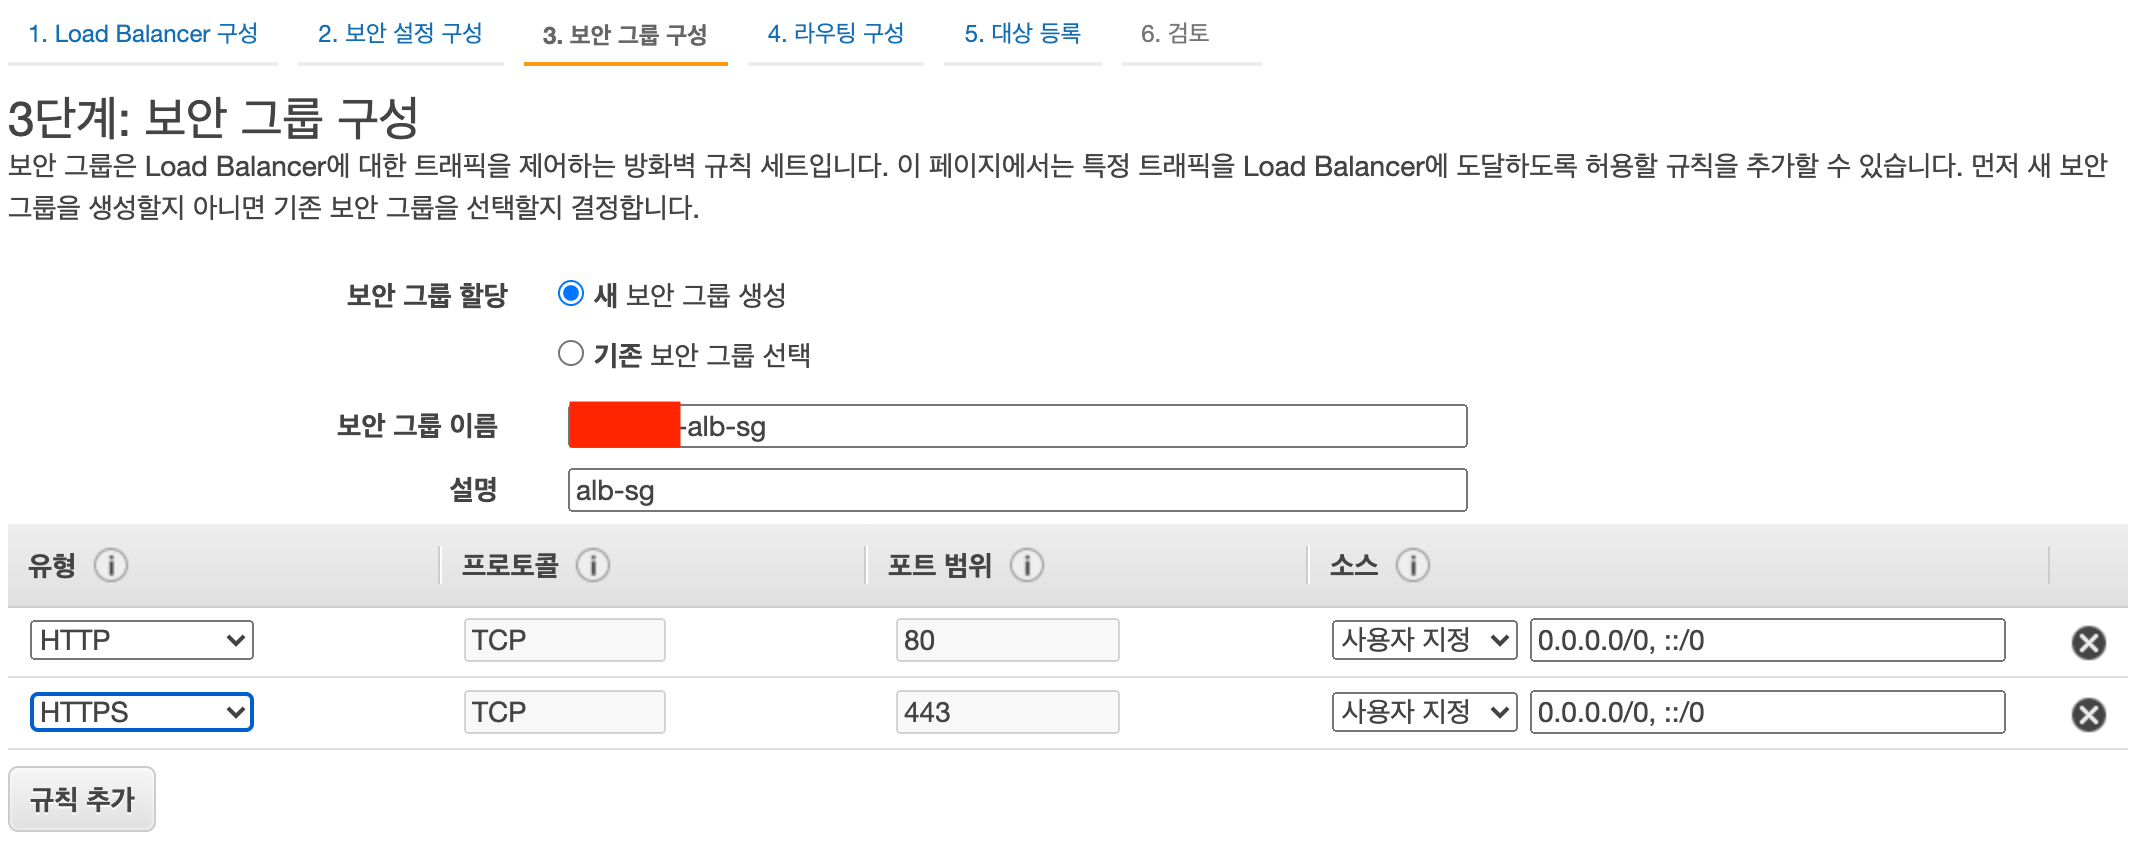 1. Load Balancer 구성 2. 보안 설정 구성 3. 보안 그룹 구성 4. 라우팅 구성 5. 대상 등록 6. 검토
3단계: 보안 그룹 구성
보안 그룹은 Load Balancer에 대한 트래픽을 제어하는 방화벽 규칙 세트입니다. 이 페이지에서는 특정 트래픽을 Load Balancer에 도달하도록 허용할 규칙을 추가할 수 있습니다. 먼저 새 보안
그룹을 생성할지 아니면 기존 보안 그룹을 선택할지 결정합니다.
보안 그룹 할당 새 보안 그룹 생성
기존 보안 그룹 선택
보안 그룹 이름 -alb-sg
설명 alb-sg
유형 프로토콜 포트 범위 소스
HTTP TCP 80 사용자 지정 0.0.0.0/0, ::/0
HTTPS TCP 443 사용자 지정 0.0.0.0/0, ::/0
규칙 추가